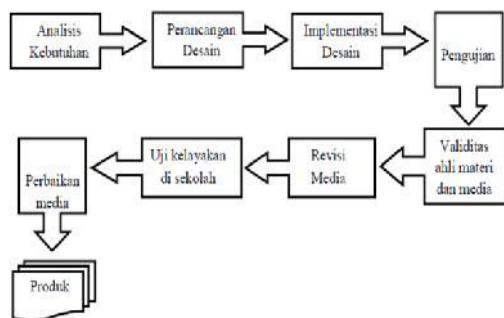 Analisis
Kebutuhan
Perancangan
Desain
Implementasi
Desain
Pengujian
Validitas
ahli materi
dan media
Revisi
Media
Uji kelayakan
di sekolah
Perbaikan
media
Produk